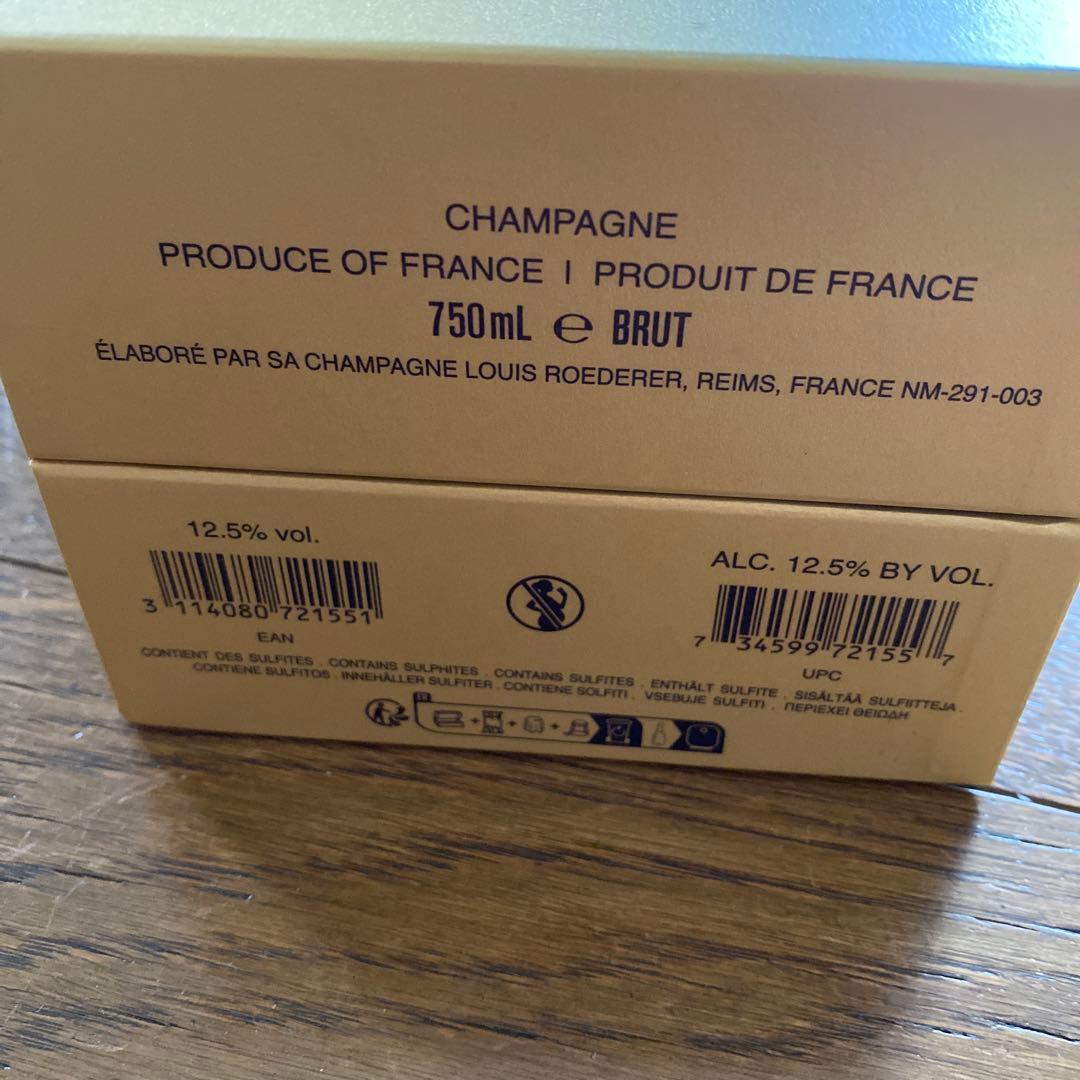 CHAMPAGNE
PRODUCE OF FRANCE | PRODUIT DE FRANCE
750mL ℮ BRUT
ÉLABORÉ PAR SA CHAMPAGNE LOUIS ROEDERER, REIMS, FRANCE NM-291-003
12.5% vol.
ALC. 12.5% BY VOL.
3 114080 721551
7 34599 72155 7
EAN
UPC
CONTIENT DES SULFITES . CONTAINS SULPHITES . CONTAINS SULFITES . ENTHÄLT SULFITE . SISÄLTÄÄ SULFIITTEJA .
CONTIENE SULFITOS . INNEHÅLLER SULFITER . CONTIENE SOLFITI . VSEBUJE SULFITI . ΠΕΡΙΕΧΕΙ ΘΕΙΩΔΗ
FR